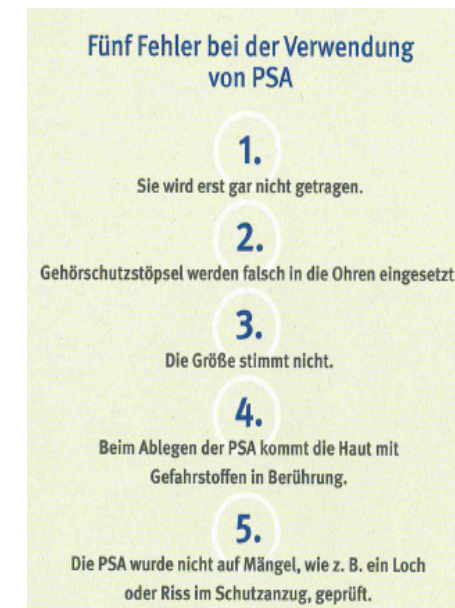 Fünf Fehler bei der Verwendung
von PSA
1.
Sie wird erst gar nicht getragen.
2.
Gehörschutzstöpsel werden falsch in die Ohren eingesetzt
3.
Die Größe stimmt nicht.
4.
Beim Ablegen der PSA kommt die Haut mit
Gefahrstoffen in Berührung.
5.
Die PSA wurde nicht auf Mängel, wie z. B. ein Loch
oder Riss im Schutzanzug, geprüft.